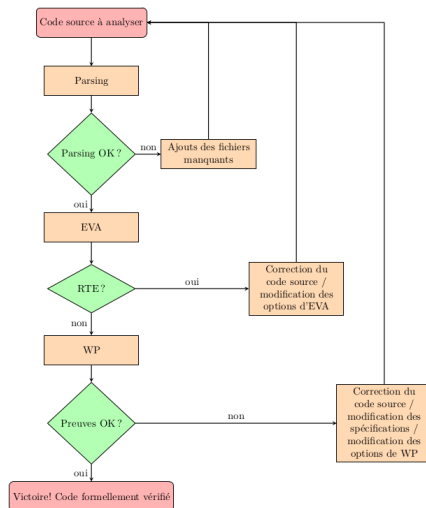 Code source à analyser
Parsing
Parsing OK ?
non
Ajouts des fichiers
manquants
oui
EVA
RTE ?
oui
Correction du
code source /
modification des
options d'EVA
non
WP
Preuves OK ?
non
Correction du
code source /
modification des
spécifications /
modification des
options de WP
oui
Victoire! Code formellement vérifié